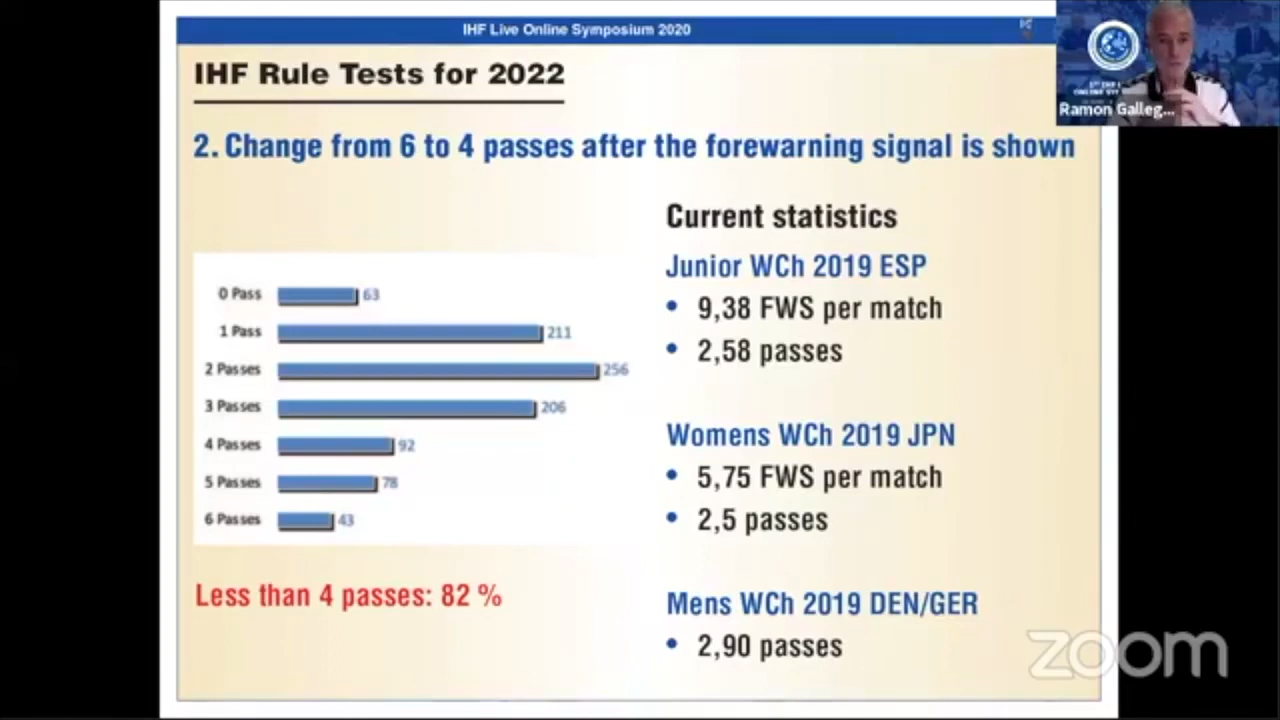 IHF Live Online Symposium 2020
IHF Rule Tests for 2022
2. Change from 6 to 4 passes after the forewarning signal is shown
0 Pass 63
1 Pass 211
2 Passes 256
3 Passes 206
4 Passes 92
5 Passes 78
6 Passes 43
Less than 4 passes: 82 %
Current statistics
Junior WCh 2019 ESP
• 9,38 FWS per match
• 2,58 passes
Womens WCh 2019 JPN
• 5,75 FWS per match
• 2,5 passes
Mens WCh 2019 DEN/GER
• 2,90 passes
Ramon Galleg...
zoom